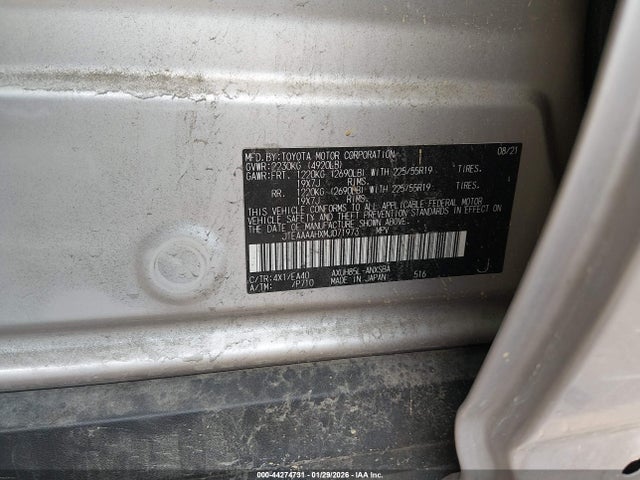 MFD. BY: TOYOTA MOTOR CORPORATION 08/21
GVWR: 2230KG (4920LB)
GAWR: FRT. 1220KG (2690LB) WITH 225/55R19 TIRES.
19X7J RIMS.
RR. 1220KG (2690LB) WITH 225/55R19 TIRES.
19X7J RIMS.
THIS VEHICLE CONFORMS TO ALL APPLICABLE FEDERAL MOTOR
VEHICLE SAFETY AND THEFT PREVENTION STANDARDS IN EFFECT
ON THE DATE OF MANUFACTURE SHOWN ABOVE.
JTEAAAAHXMJ071973 MPV
C/TR: 4X1/EA40 AXUH85L-ANXSBA 516
A/TM: /P710 MADE IN JAPAN J
000-44274731 - 01/29/2026 - IAAI